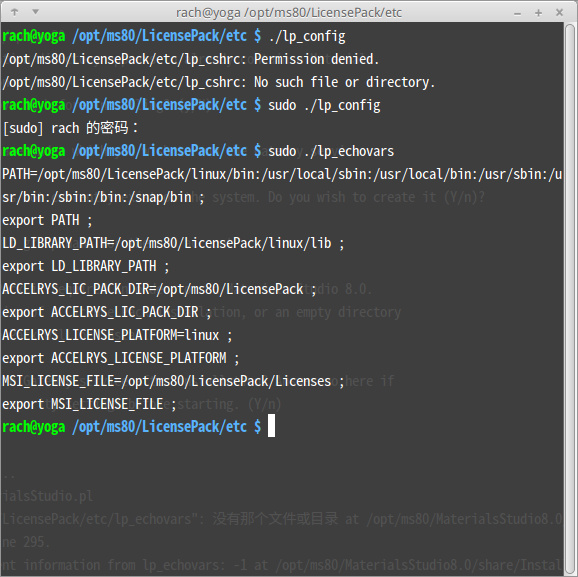 rach@yoga /opt/ms80/LicensePack/etc
rach@yoga /opt/ms80/LicensePack/etc $ ./lp_config
/opt/ms80/LicensePack/etc/lp_cshrc: Permission denied.
/opt/ms80/LicensePack/etc/lp_cshrc: No such file or directory.
rach@yoga /opt/ms80/LicensePack/etc $ sudo ./lp_config
[sudo] rach 的密码：
rach@yoga /opt/ms80/LicensePack/etc $ sudo ./lp_echovars
PATH=/opt/ms80/LicensePack/linux/bin:/usr/local/sbin:/usr/local/bin:/usr/sbin:/u
sr/bin:/sbin:/bin:/snap/bin ;
system. Do you wish to create it (Y/n)?
export PATH ;
LD_LIBRARY_PATH=/opt/ms80/LicensePack/linux/lib ;
export LD_LIBRARY_PATH ;
ACCELRYS_LIC_PACK_DIR=/opt/ms80/LicensePack ;
8.0.
export ACCELRYS_LIC_PACK_DIR ;
or an empty directory
ACCELRYS_LICENSE_PLATFORM=linux ;
export ACCELRYS_LICENSE_PLATFORM ;
MSI_LICENSE_FILE=/opt/ms80/LicensePack/Licenses ;
here if
export MSI_LICENSE_FILE ;
starting. (Y/n)
rach@yoga /opt/ms80/LicensePack/etc $
..
ialsStudio.pl
LicensePack/etc/lp_echovars": 没有那个文件或目录 at /opt/ms80/MaterialsStudio8.0
ne 295.
nt information from lp_echovars: -1 at /opt/ms80/MaterialsStudio8.0/share/Instal